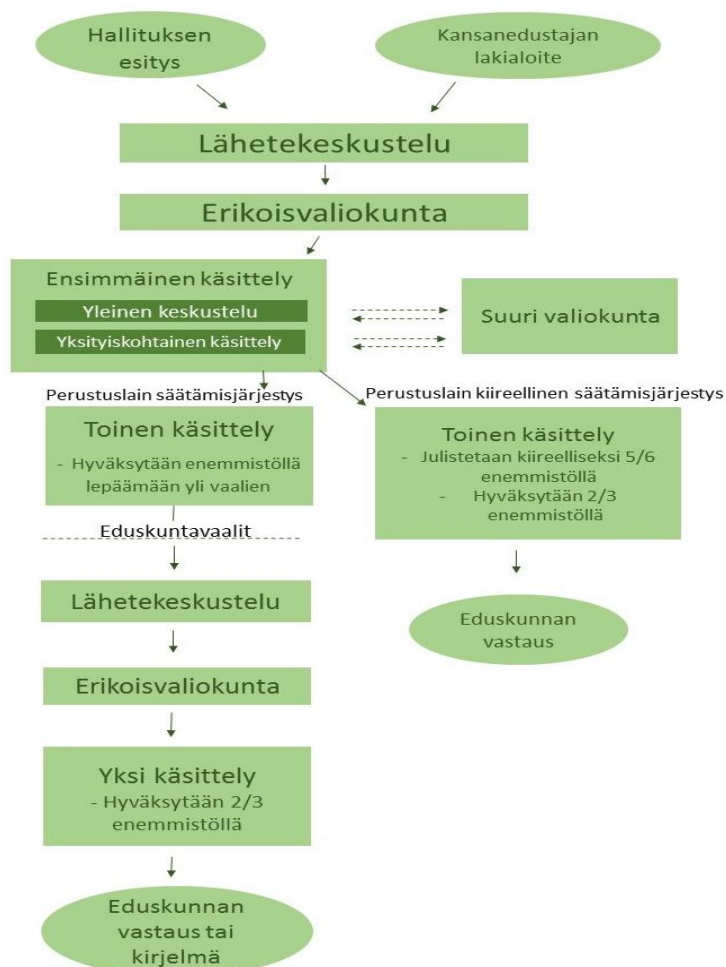 Hallituksen
esitys
Kansanedustajan
lakialoite
Lähetekeskustelu
Erikoisvaliokunta
Ensimmäinen käsittely
Yleinen keskustelu
Yksityiskohtainen käsittely
Suuri valiokunta
Perustuslain säätämisjärjestys
Toinen käsittely
- Hyväksytään enemmistöllä
lepäämään yli vaalien
Perustuslain kiireellinen säätämisjärjestys
Toinen käsittely
- Julistetaan kiireelliseksi 5/6
enemmistöllä
- Hyväksytään 2/3
enemmistöllä
Eduskuntavaalit
Lähetekeskustelu
Erikoisvaliokunta
Yksi käsittely
- Hyväksytään 2/3
enemmistöllä
Eduskunnan
vastaus tai
kirjelmä
Eduskunnan
vastaus